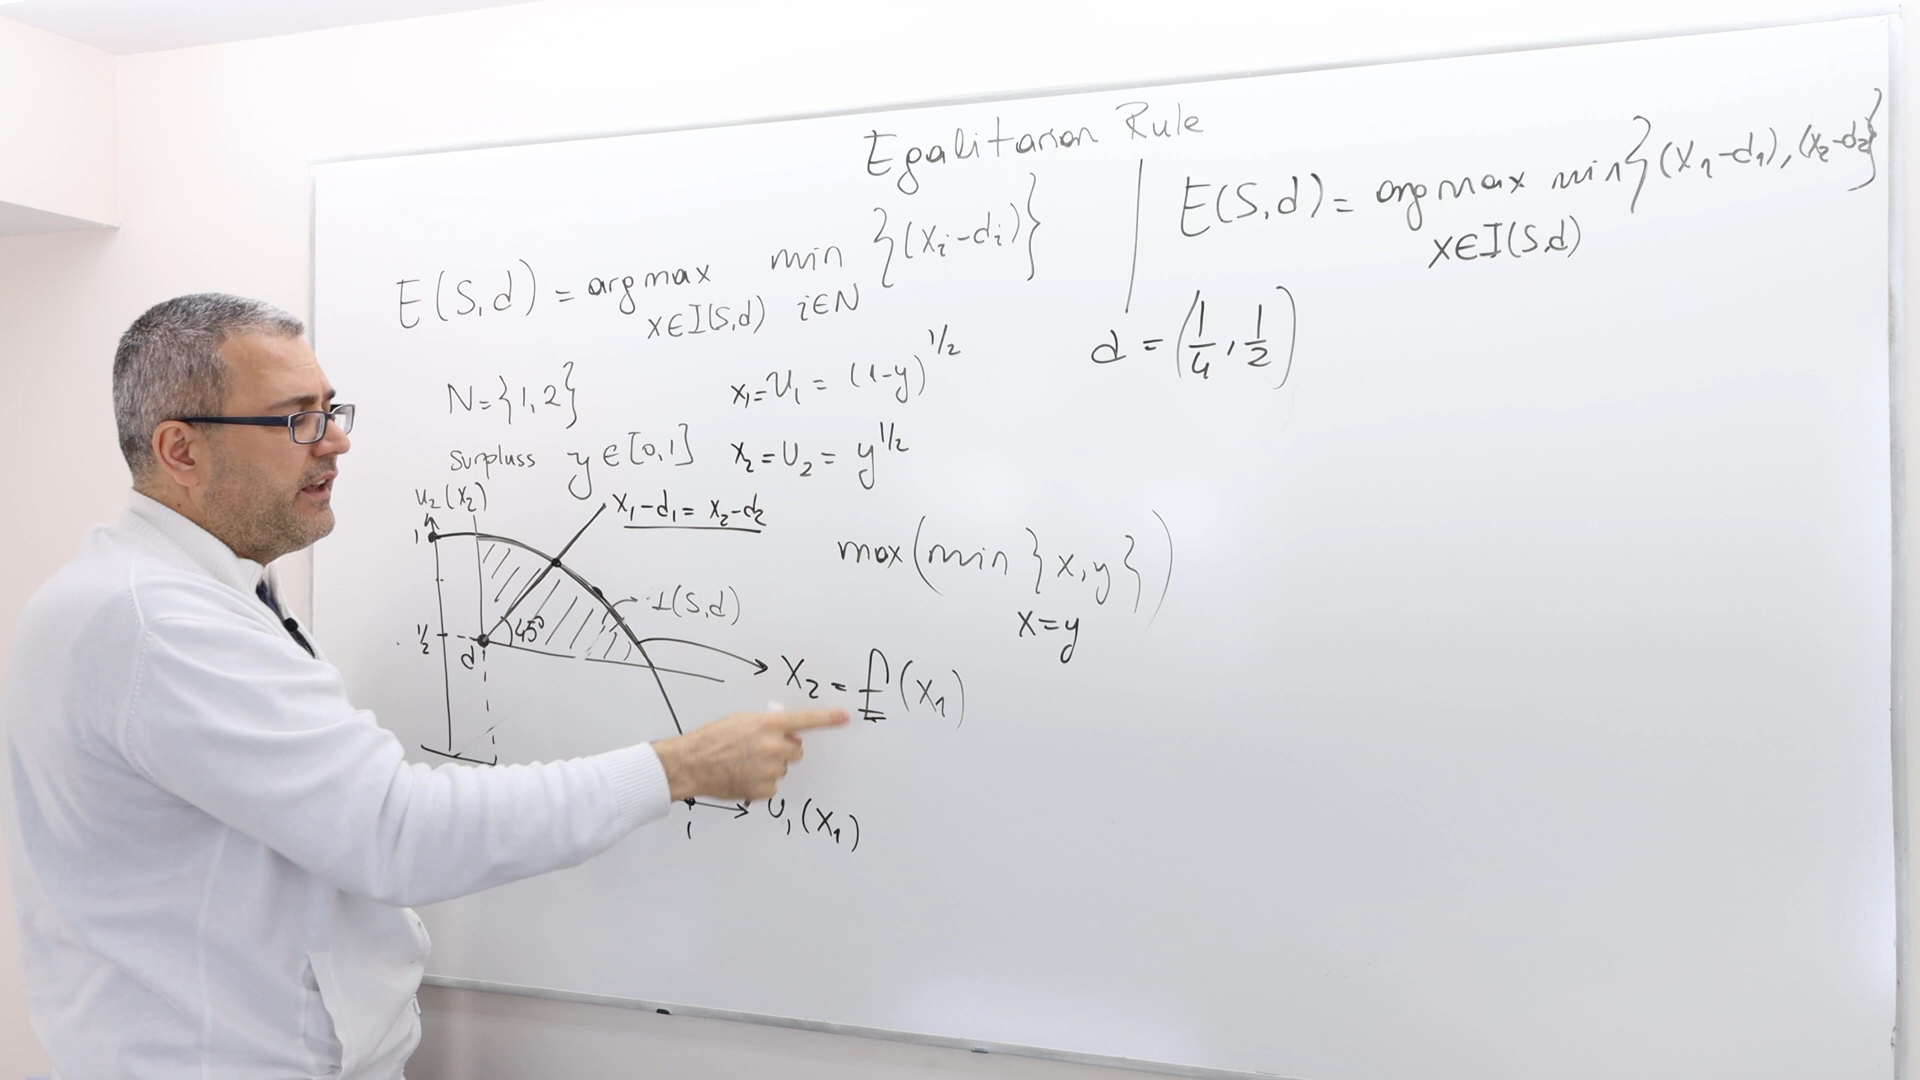 Egalitarian Rule
E(S,d) = argmax min {(x_i-d_i)}
x∈I(S,d) i∈N
E(S,d) = argmax min {(x_1-d_1), (x_2-d_2)}
x∈I(S,d)
d = (1/4, 1/2)
N={1,2}
x_1=U_1 = (1-y)^1/2
Surpluss y∈[0,1]
x_2=U_2 = y^1/2
u_2(x_2)
x_1-d_1 = x_2-d_2
1
max(min{x,y})
x=y
I(S,d)
1/2
45°
d
x_2 = f(x_1)
U_1(x_1)
1